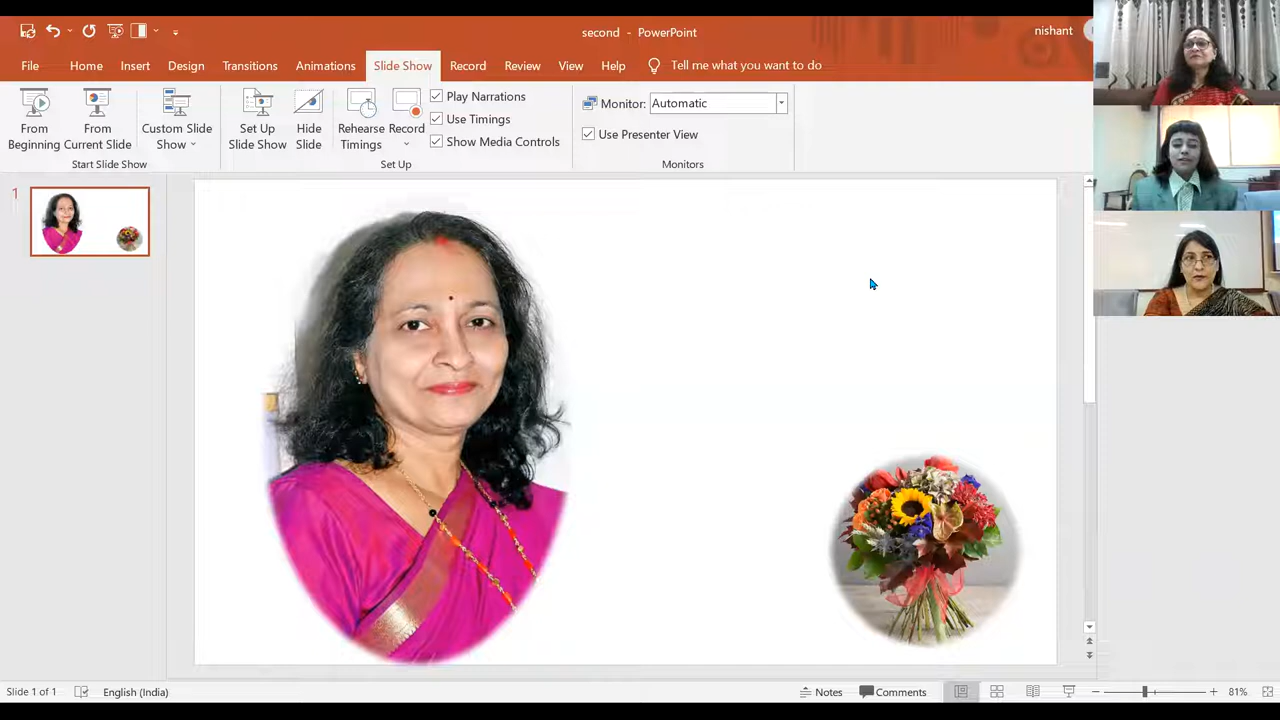 second - PowerPoint
nishant
File Home Insert Design Transitions Animations Slide Show Record Review View Help Tell me what you want to do
From Beginning
From Current Slide
Custom Slide Show
Start Slide Show
Set Up Slide Show
Hide Slide
Rehearse Timings
Record
Play Narrations
Use Timings
Show Media Controls
Set Up
Monitor: Automatic
Use Presenter View
Monitors
1
Slide 1 of 1 English (India) Notes Comments 81%